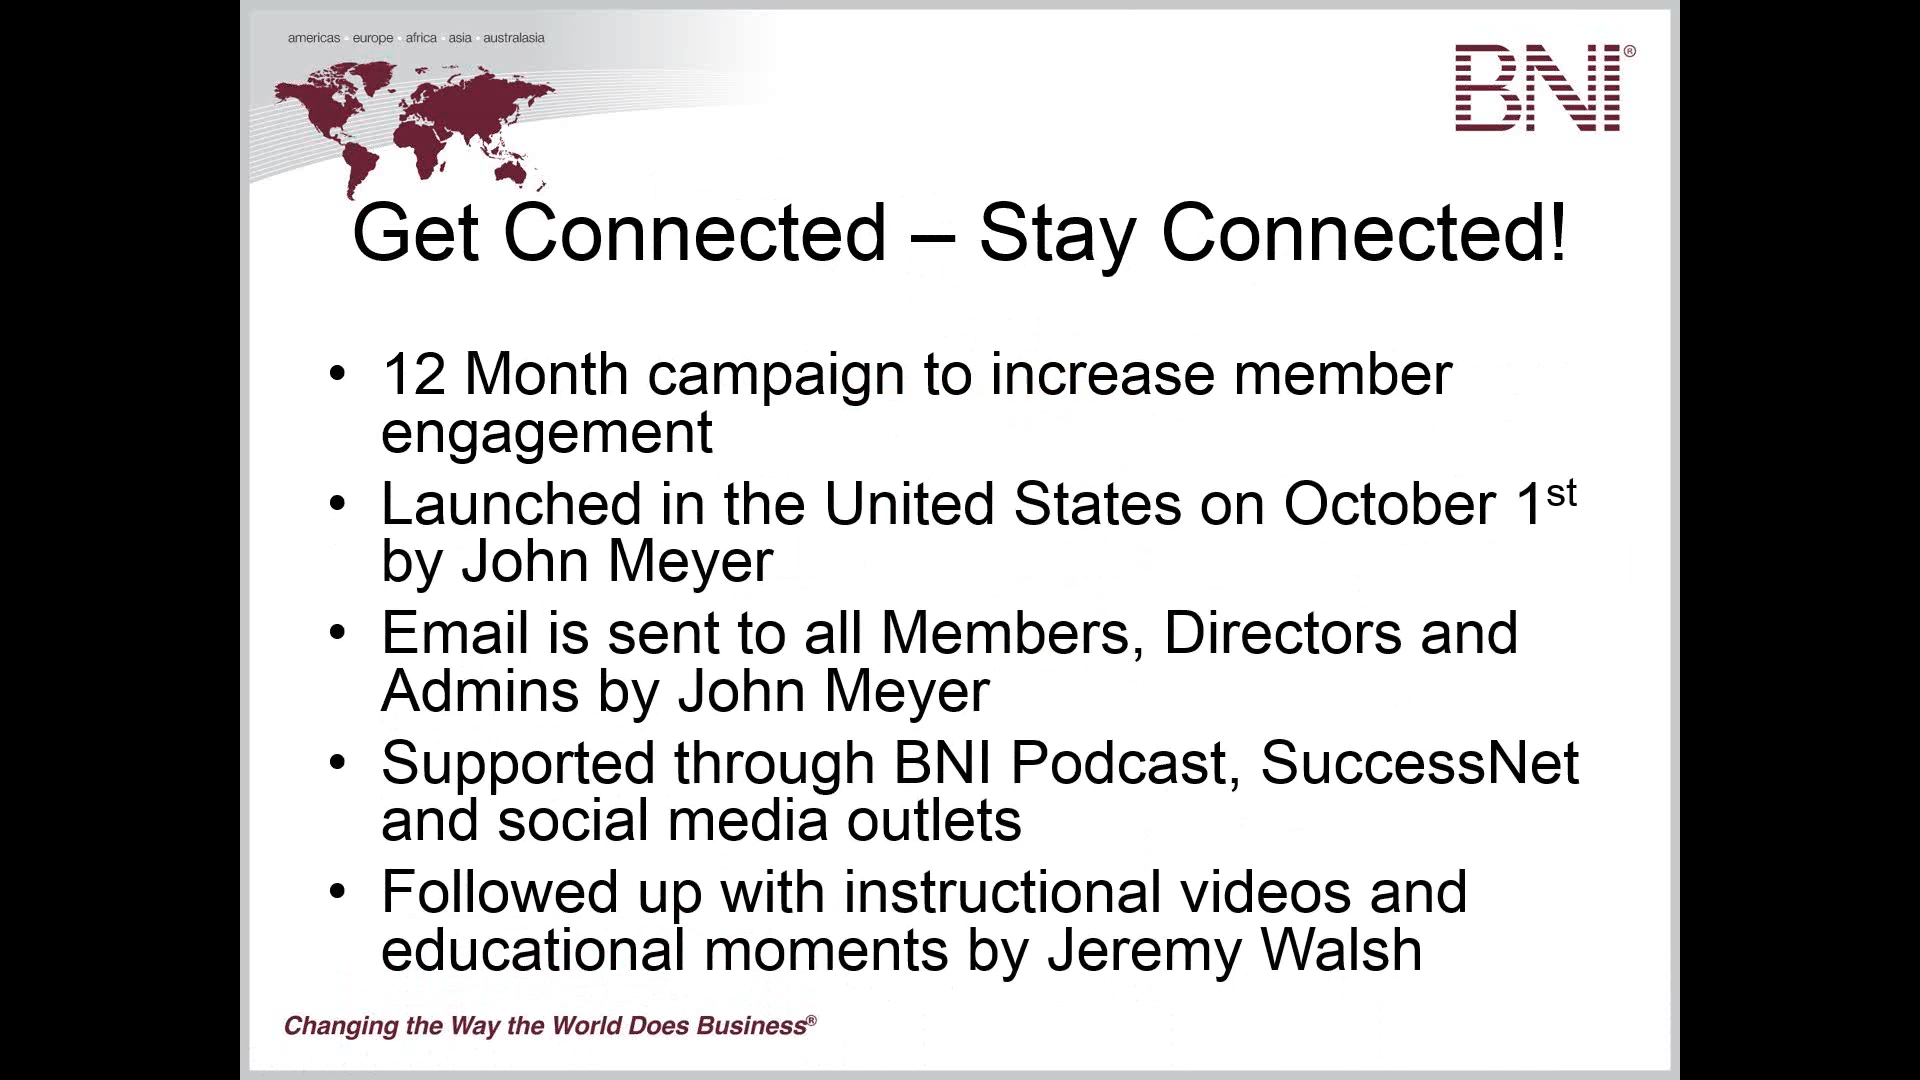 americas europe africa asia australasia
BNI®
Get Connected – Stay Connected!
• 12 Month campaign to increase member
engagement
• Launched in the United States on October 1st
by John Meyer
• Email is sent to all Members, Directors and
Admins by John Meyer
• Supported through BNI Podcast, SuccessNet
and social media outlets
• Followed up with instructional videos and
educational moments by Jeremy Walsh
Changing the Way the World Does Business®